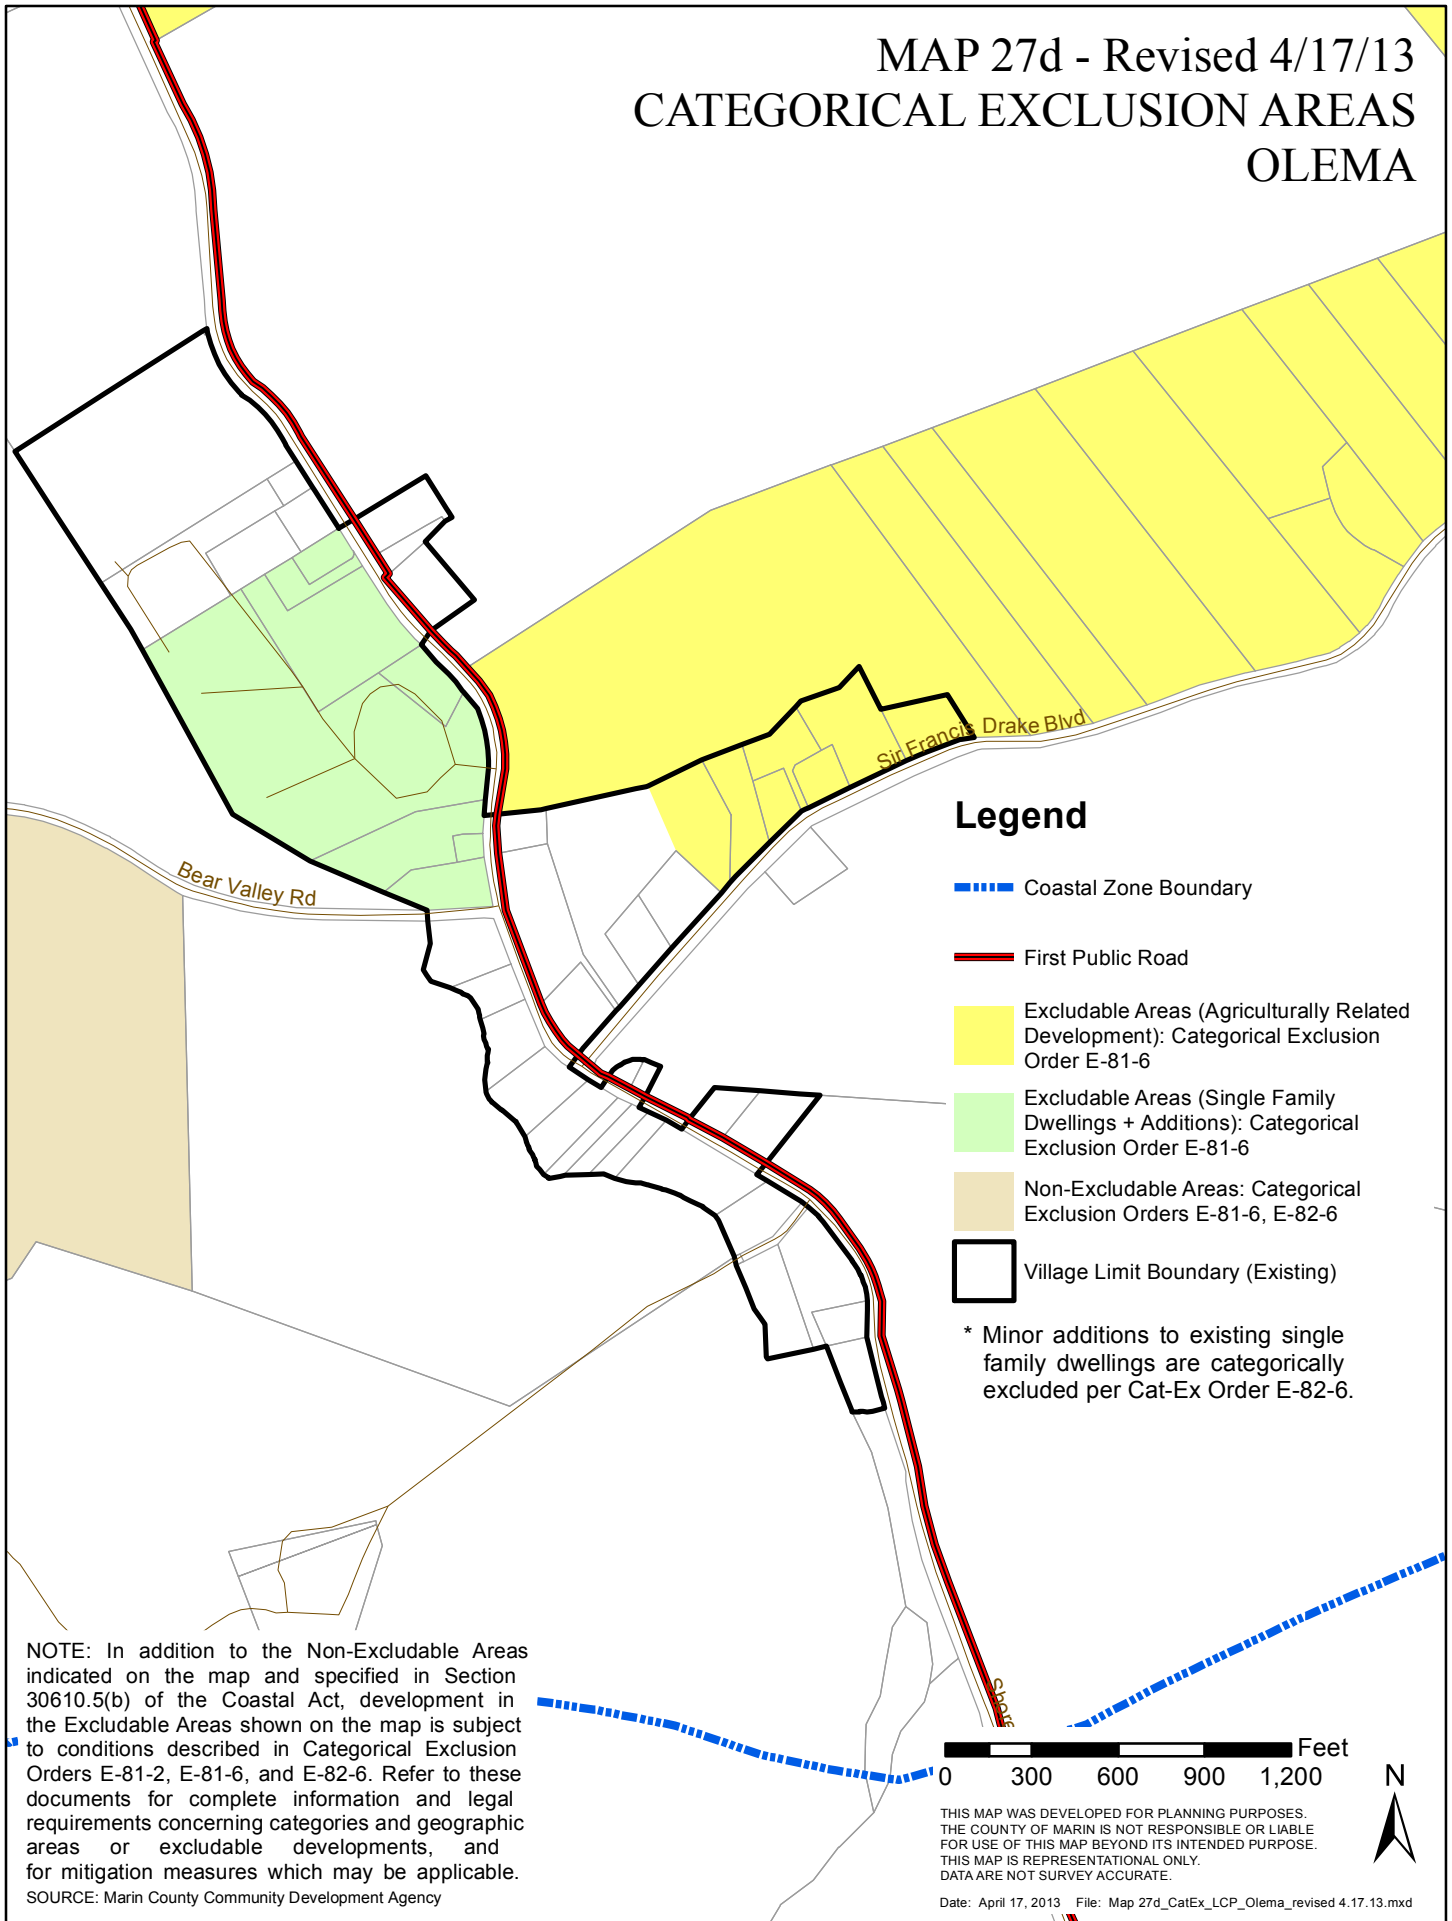 MAP 27d - Revised 4/17/13
CATEGORICAL EXCLUSION AREAS
OLEMA
Sir Francis Drake Blvd
Bear Valley Rd
Legend
Coastal Zone Boundary
First Public Road
Excludable Areas (Agriculturally Related
Development): Categorical Exclusion
Order E-81-6
Excludable Areas (Single Family
Dwellings + Additions): Categorical
Exclusion Order E-81-6
Non-Excludable Areas: Categorical
Exclusion Orders E-81-6, E-82-6
Village Limit Boundary (Existing)
* Minor additions to existing single
family dwellings are categorically
excluded per Cat-Ex Order E-82-6.
NOTE: In addition to the Non-Excludable Areas
indicated on the map and specified in Section
30610.5(b) of the Coastal Act, development in
the Excludable Areas shown on the map is subject
to conditions described in Categorical Exclusion
Orders E-81-2, E-81-6, and E-82-6. Refer to these
documents for complete information and legal
requirements concerning categories and geographic
areas or excludable developments, and
for mitigation measures which may be applicable.
SOURCE: Marin County Community Development Agency
Shore
Feet
0 300 600 900 1,200
N
THIS MAP WAS DEVELOPED FOR PLANNING PURPOSES.
THE COUNTY OF MARIN IS NOT RESPONSIBLE OR LIABLE
FOR USE OF THIS MAP BEYOND ITS INTENDED PURPOSE.
THIS MAP IS REPRESENTATIONAL ONLY.
DATA ARE NOT SURVEY ACCURATE.
Date: April 17, 2013 File: Map 27d_CatEx_LCP_Olema_revised 4.17.13.mxd